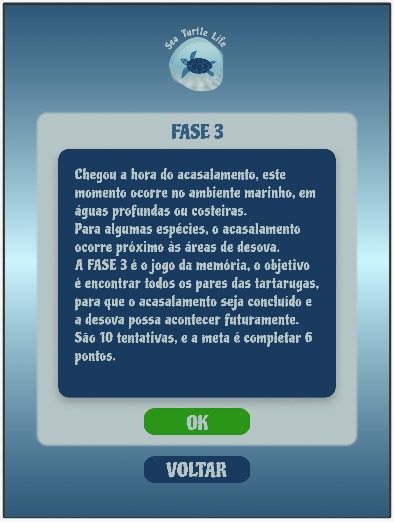 Sea Turtle Life
FASE 3
Chegou a hora do acasalamento, este
momento ocorre no ambiente marinho, em
águas profundas ou costeiras.
Para algumas espécies, o acasalamento
ocorre próximo às áreas de desova.
A FASE 3 é o jogo da memória, o objetivo
é encontrar todos os pares das tartarugas,
para que o acasalamento seja concluído e
a desova possa acontecer futuramente.
São 10 tentativas, e a meta é completar 6
pontos.
OK
VOLTAR